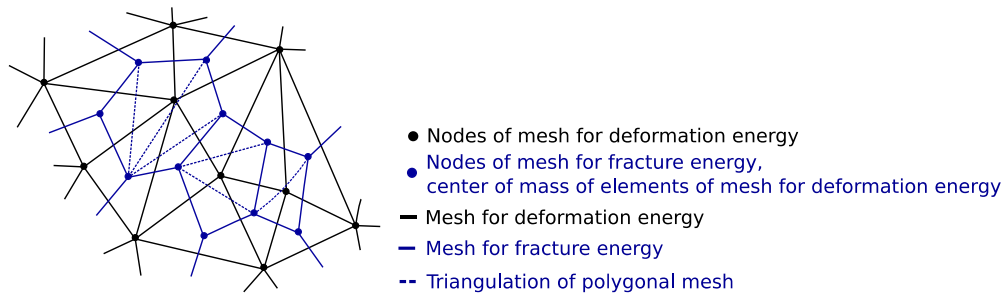 Nodes of mesh for deformation energy
Nodes of mesh for fracture energy,
center of mass of elements of mesh for deformation energy
Mesh for deformation energy
Mesh for fracture energy
Triangulation of polygonal mesh